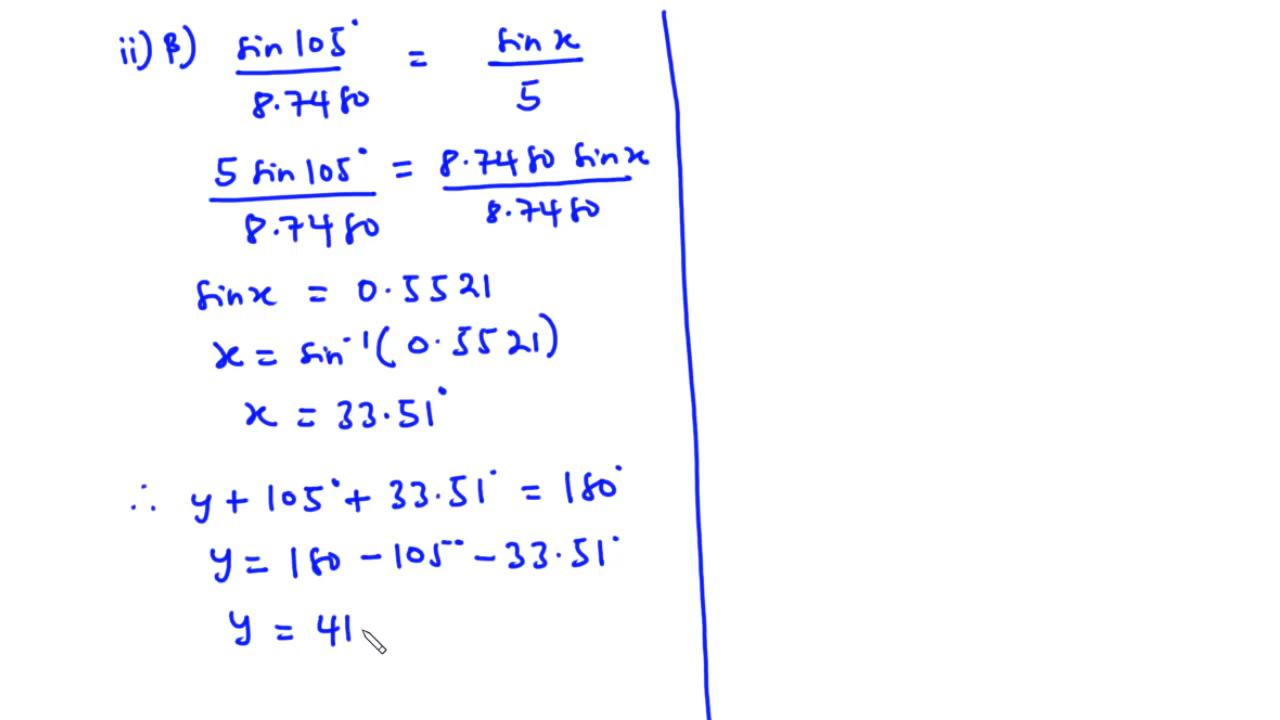 ii) β) sin 105° / 8.7480 = sin x / 5
5 sin 105° / 8.7480 = 8.7480 sin x / 8.7480
sin x = 0.5521
x = sin⁻¹(0.5521)
x = 33.51°
∴ y + 105° + 33.51° = 180°
y = 180 - 105° - 33.51°
y = 41